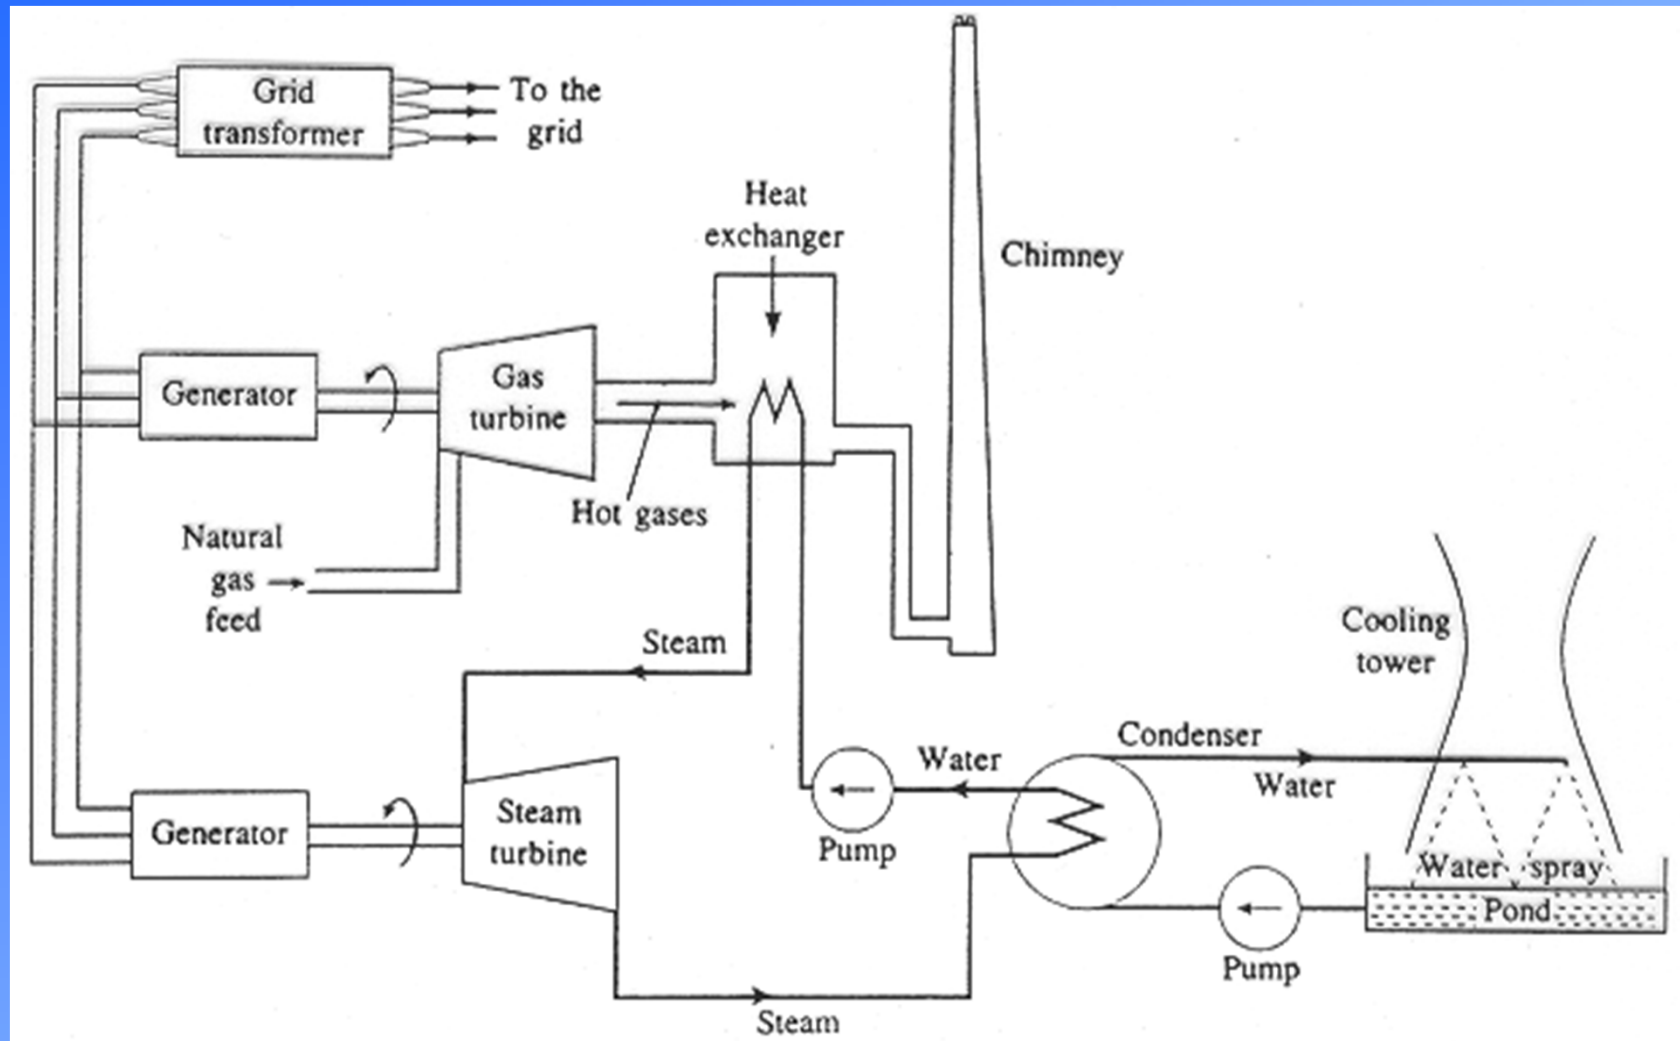 Grid
transformer
To the
grid
Heat
exchanger
Chimney
Generator
Gas
turbine
Hot gases
Natural
gas
feed
Steam
Cooling
tower
Condenser
Water
Water
Generator
Steam
turbine
Pump
Water spray
Pond
Pump
Steam